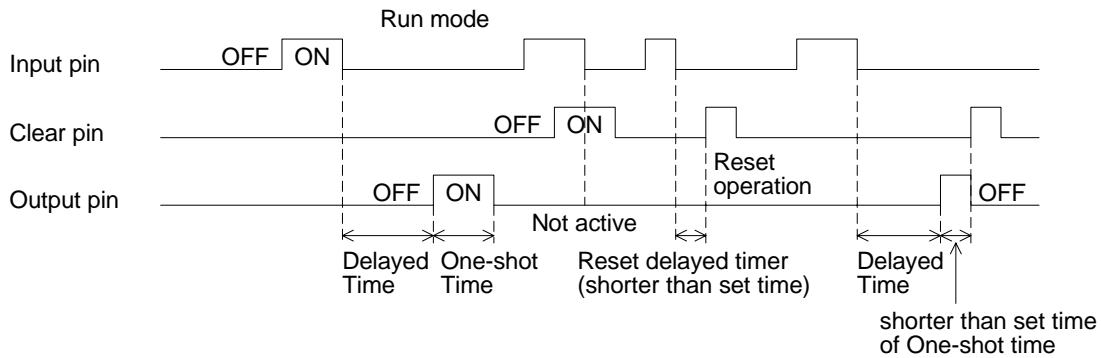 Run mode
Input pin
OFF
ON
Clear pin
OFF
ON
Reset
operation
Output pin
OFF
ON
OFF
Not active
Delayed
Time
One-shot
Time
Reset delayed timer
(shorter than set time)
Delayed
Time
shorter than set time
of One-shot time